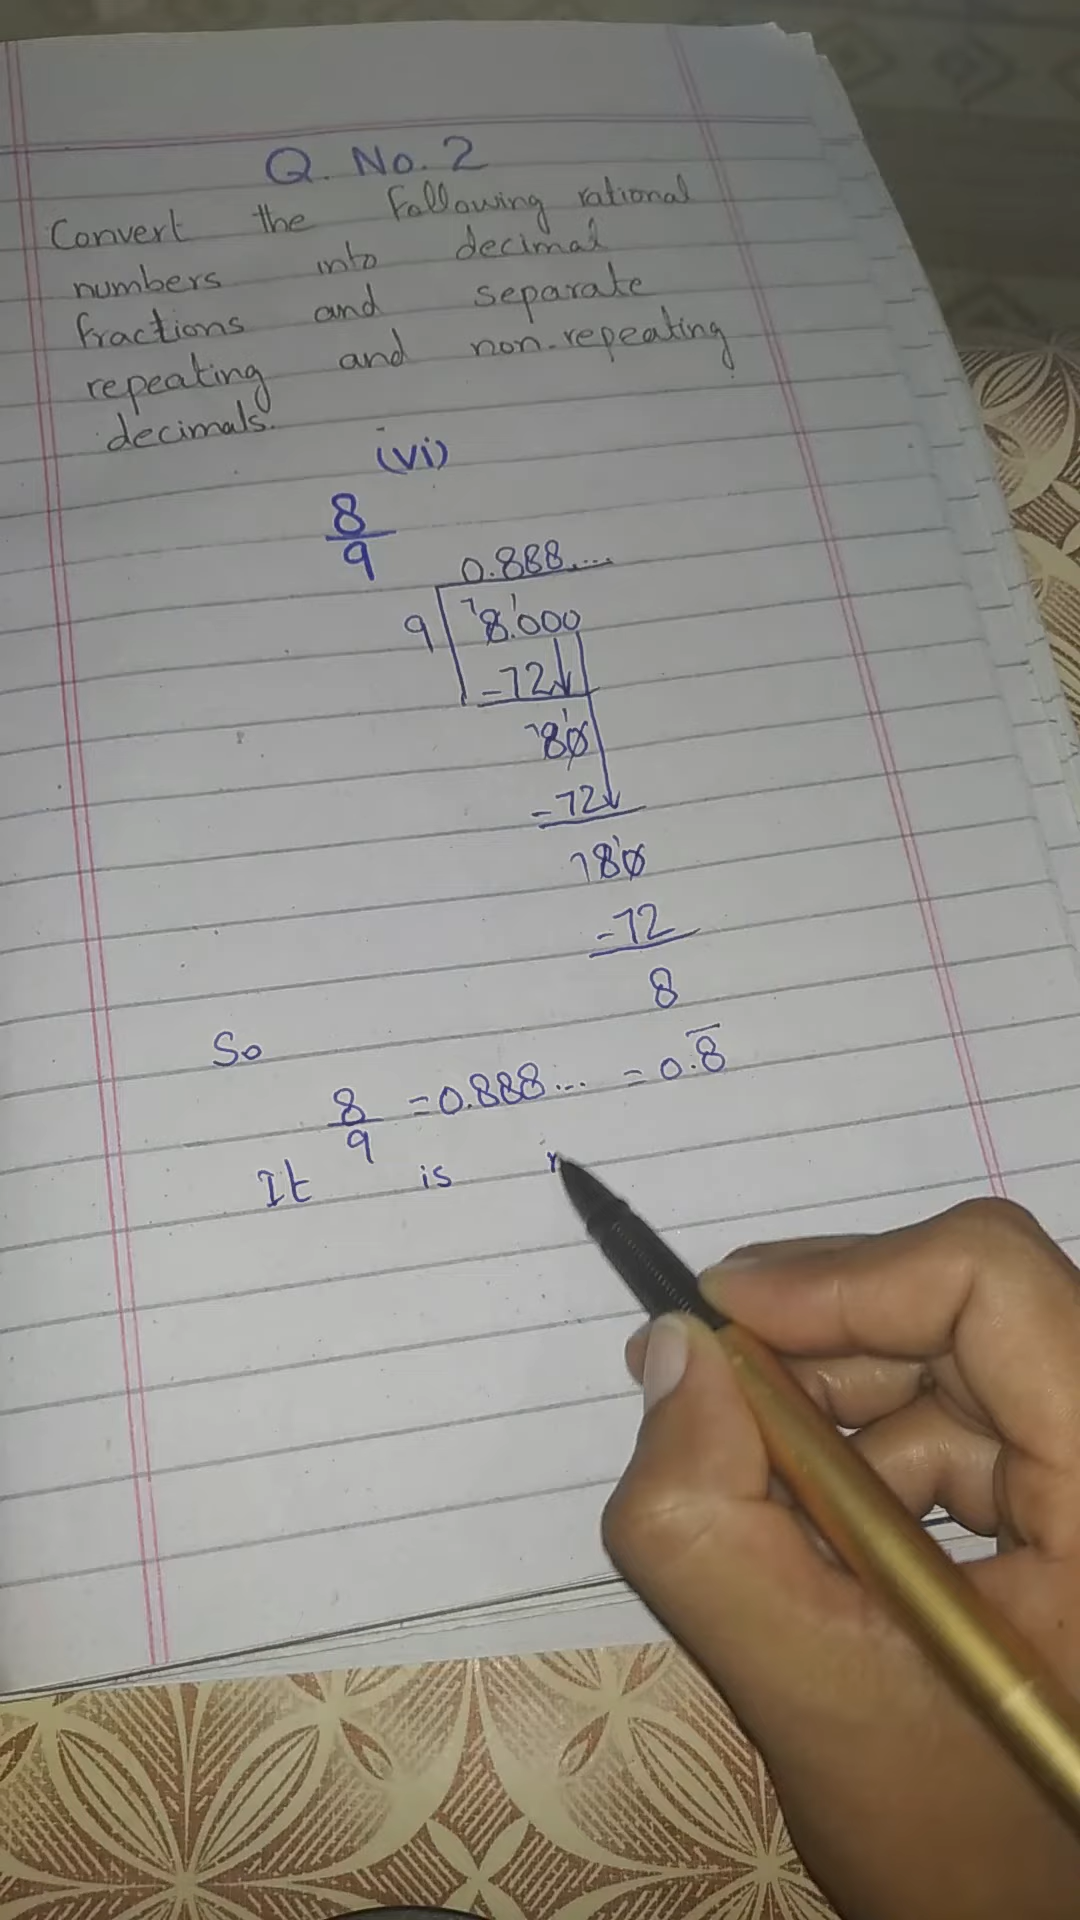 Q. No. 2
Convert the Following rational
numbers into decimal
fractions and separate
repeating and non-repeating
decimals.
(vi)
8
9
0.888....
9 8.000
-72
80
-72
80
-72
8
So
8/9 = 0.888... = 0.8̅
It is